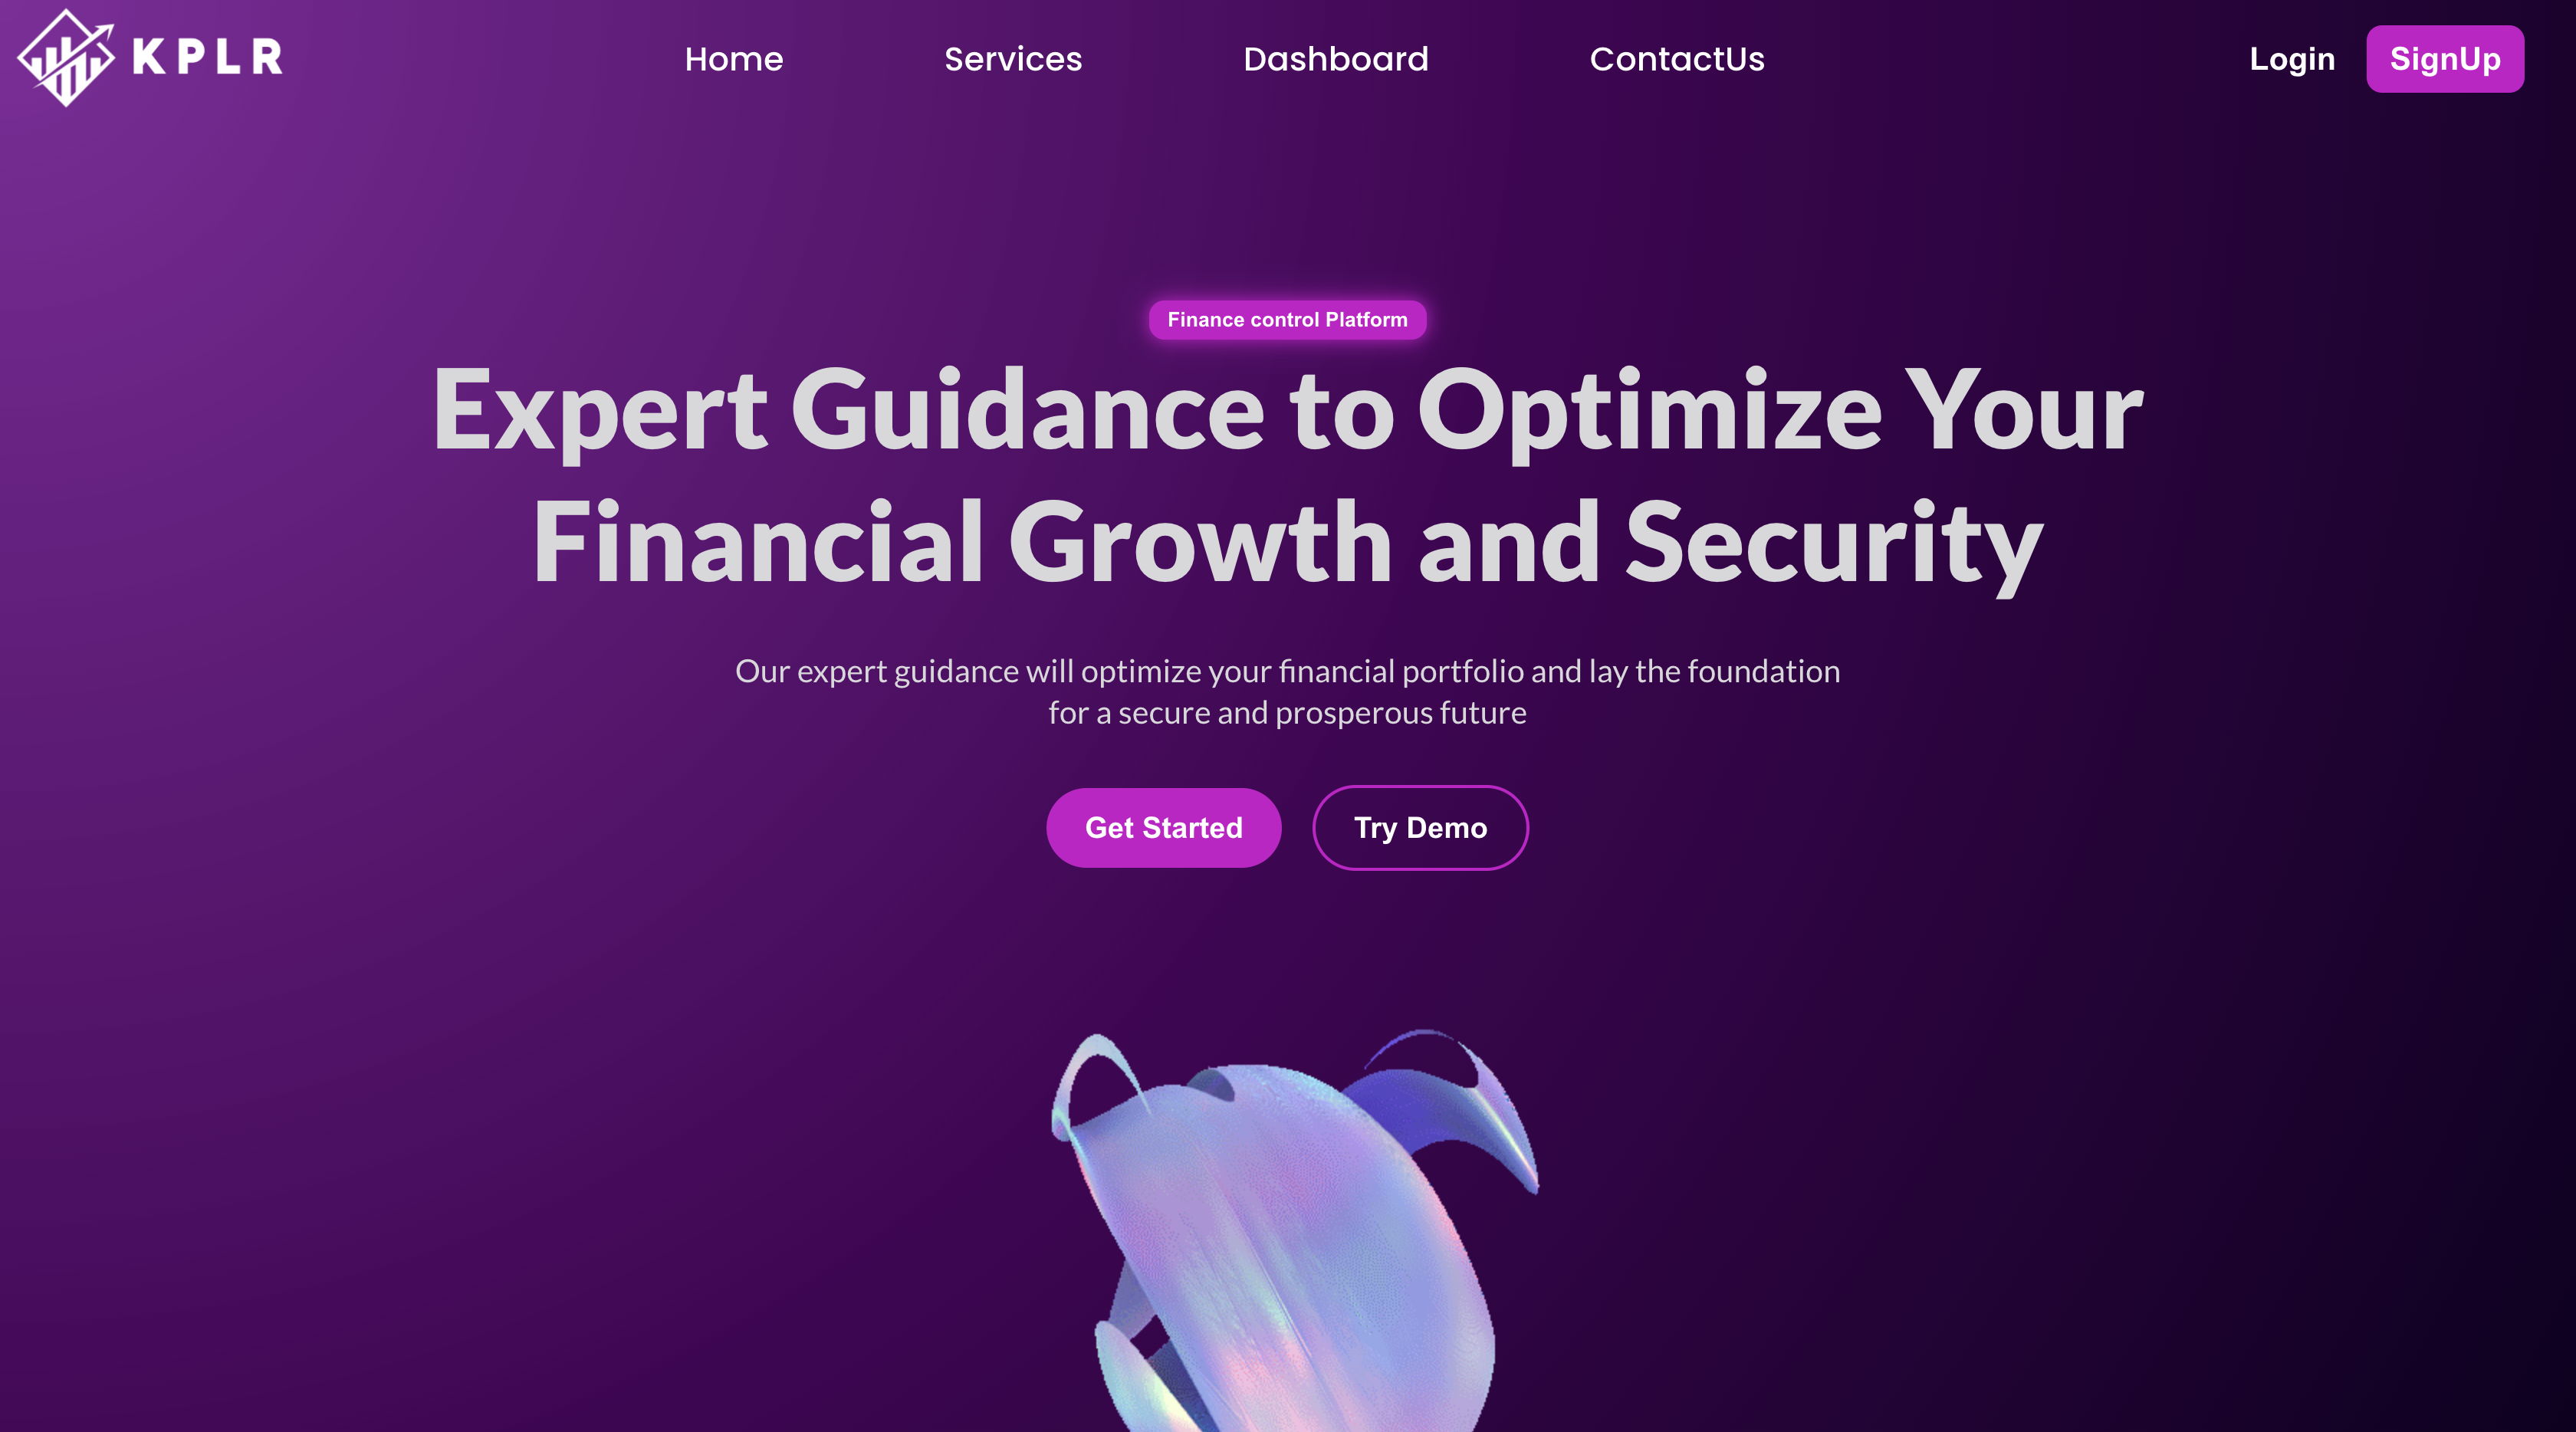 KPLR
Home
Services
Dashboard
ContactUs
Login
SignUp
Finance control Platform
Expert Guidance to Optimize Your
Financial Growth and Security
Our expert guidance will optimize your financial portfolio and lay the foundation
for a secure and prosperous future
Get Started
Try Demo